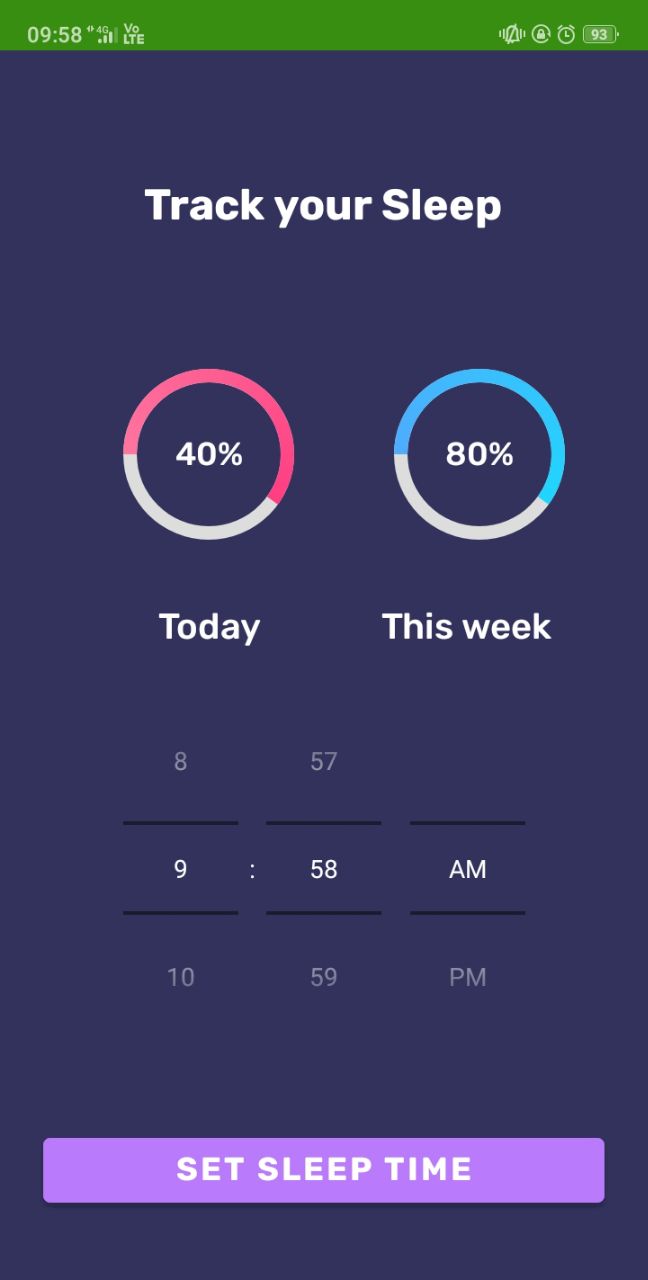 09:58 4G Vo LTE 93
Track your Sleep
40% 80%
Today This week
8 57
9 : 58 AM
10 59 PM
SET SLEEP TIME